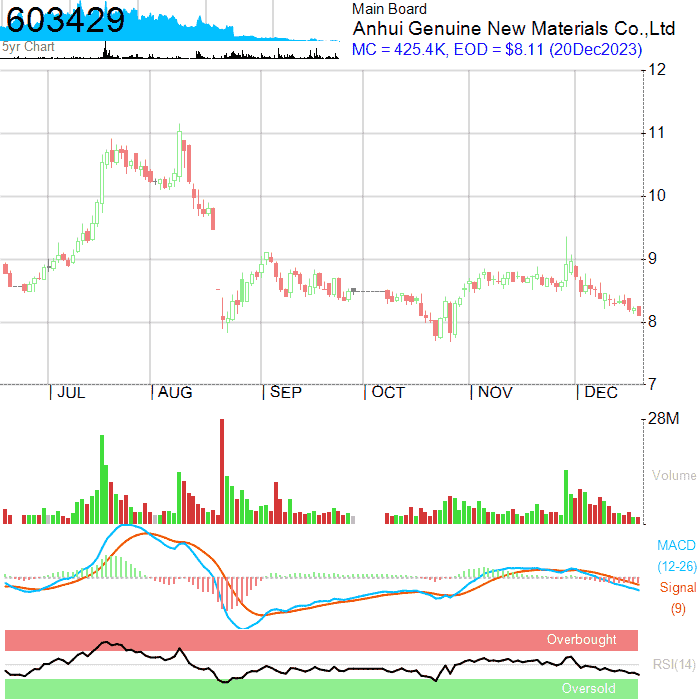 603429
5yr Chart
Main Board
Anhui Genuine New Materials Co.,Ltd
MC = 425.4K, EOD = $8.11 (20Dec2023)
12
11
10
9
8
7
JUL AUG SEP OCT NOV DEC
28M
Volume
MACD
(12-26)
Signal
(9)
Overbought
RSI(14)
Oversold